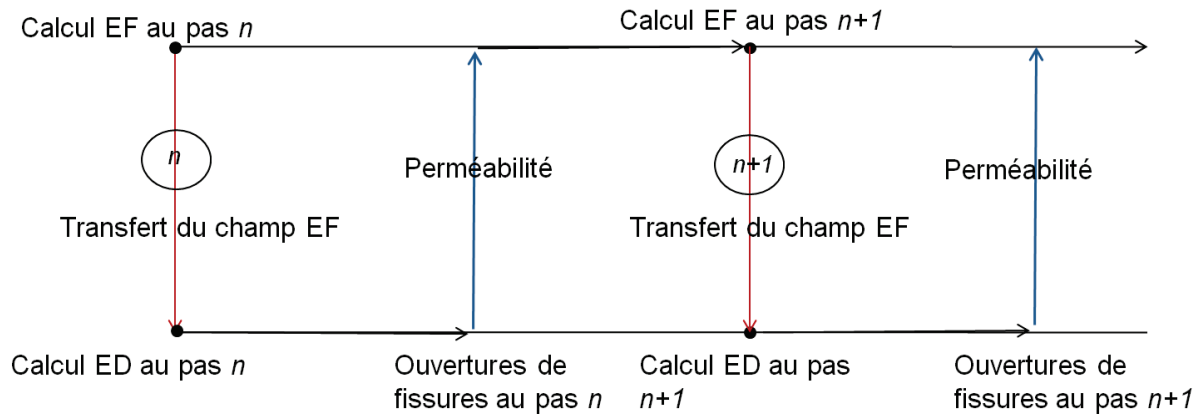 Calcul EF au pas n
Calcul EF au pas n+1
n
Perméabilité
n+1
Perméabilité
Transfert du champ EF
Transfert du champ EF
Calcul ED au pas n
Ouvertures de
fissures au pas n
Calcul ED au pas
n+1
Ouvertures de
fissures au pas n+1